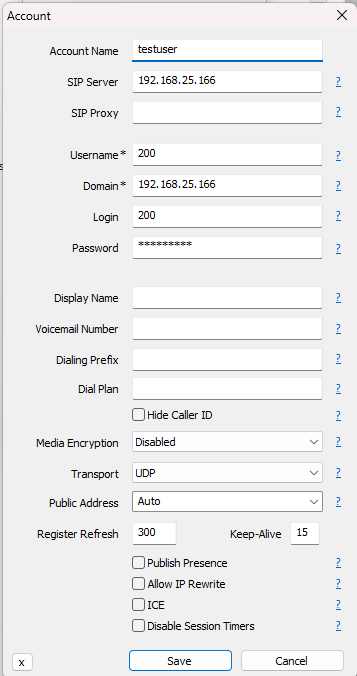 Account
Account Name testuser
SIP Server 192.168.25.166 ?
SIP Proxy ?
Username* 200 ?
Domain* 192.168.25.166 ?
Login 200 ?
Password ********* ?
Display Name ?
Voicemail Number ?
Dialing Prefix ?
Dial Plan ?
Hide Caller ID ?
Media Encryption Disabled ?
Transport UDP ?
Public Address Auto ?
Register Refresh 300 Keep-Alive 15 ?
Publish Presence ?
Allow IP Rewrite ?
ICE ?
Disable Session Timers ?
x Save Cancel